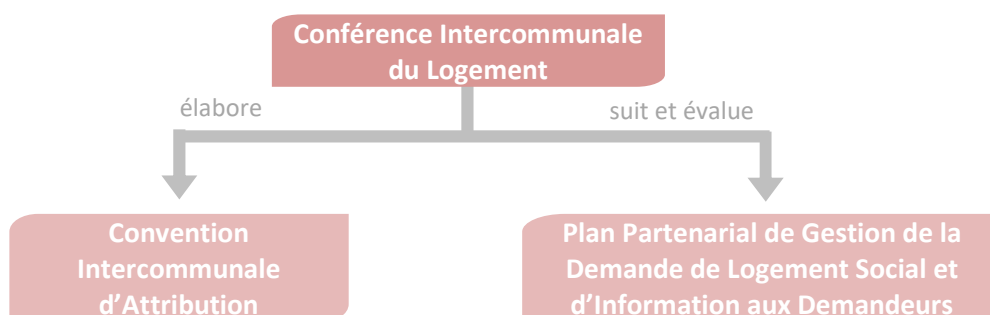 Conférence Intercommunale
du Logement
élabore
suit et évalue
Convention
Intercommunale
d’Attribution
Plan Partenarial de Gestion de la
Demande de Logement Social et
d’Information aux Demandeurs